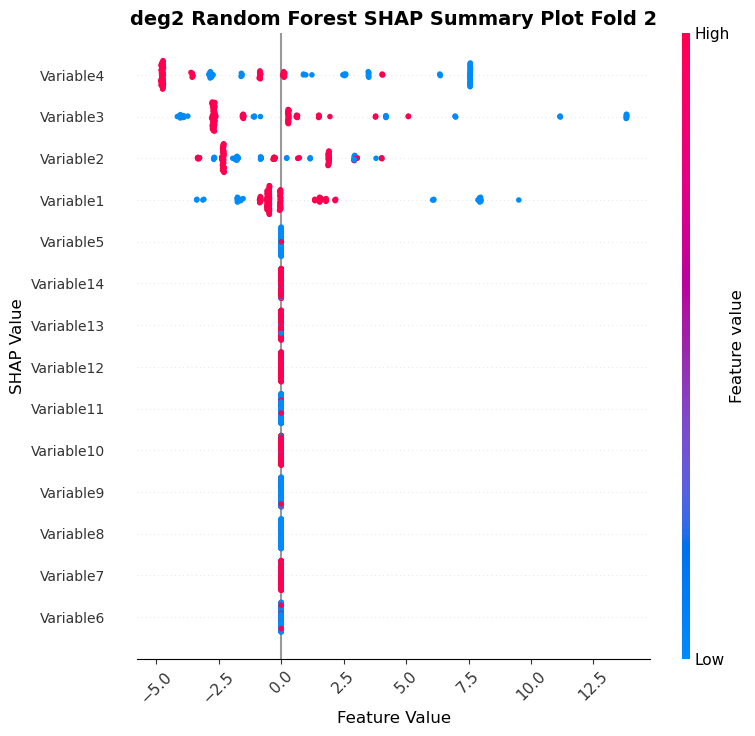 deg2 Random Forest SHAP Summary Plot Fold 2
High
Variable4
Variable3
Variable2
Variable1
Variable5
Variable14
Variable13
Variable12
Variable11
Variable10
Variable9
Variable8
Variable7
Variable6
SHAP Value
Feature value
Low
−5.0
−2.5
0.0
2.5
5.0
7.5
10.0
12.5
Feature Value